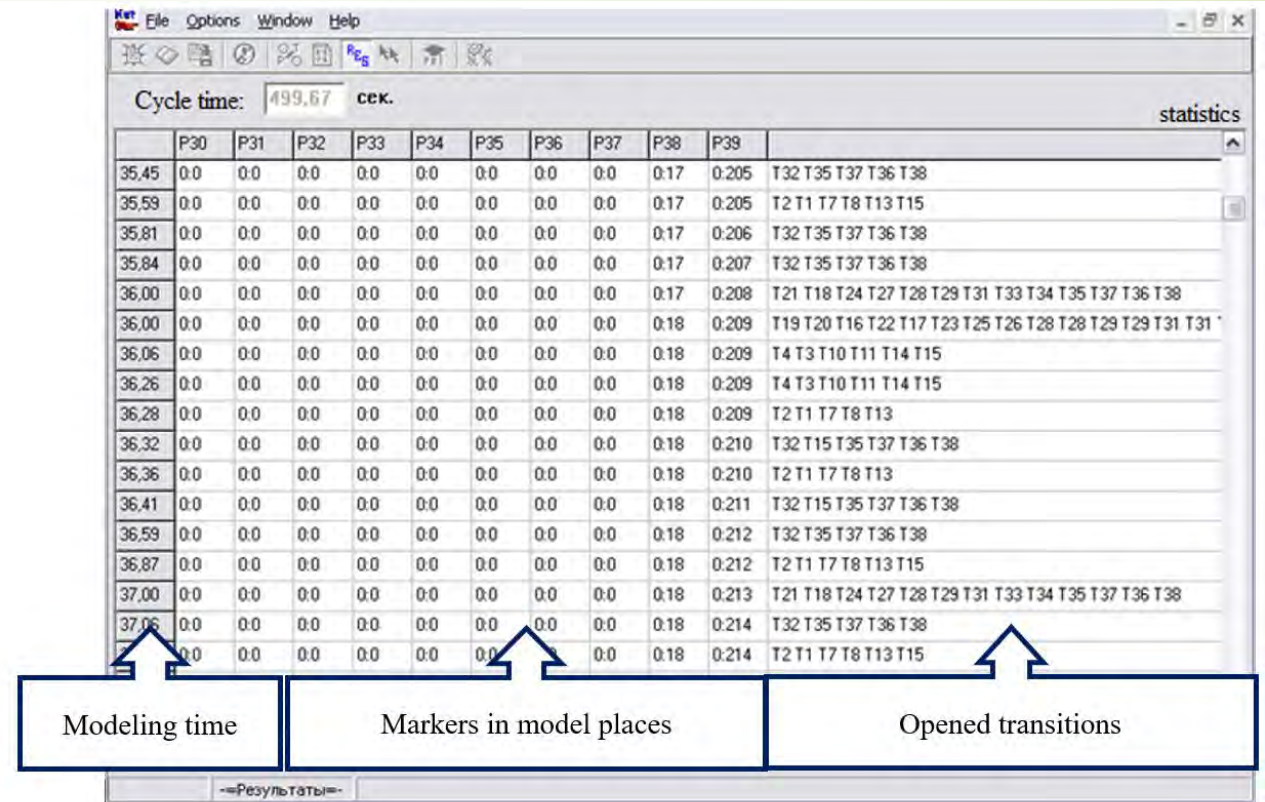 File Options Window Help
Cycle time: 499,67 сек.
statistics
P30 P31 P32 P33 P34 P35 P36 P37 P38 P39
35,45 0:0 0:0 0:0 0:0 0:0 0:0 0:0 0:0 0:17 0:205 T32 T35 T37 T36 T38
35,59 0:0 0:0 0:0 0:0 0:0 0:0 0:0 0:0 0:17 0:205 T2 T1 T7 T8 T13 T15
35,81 0:0 0:0 0:0 0:0 0:0 0:0 0:0 0:0 0:17 0:206 T32 T35 T37 T36 T38
35,84 0:0 0:0 0:0 0:0 0:0 0:0 0:0 0:0 0:17 0:207 T32 T35 T37 T36 T38
36,00 0:0 0:0 0:0 0:0 0:0 0:0 0:0 0:0 0:17 0:208 T21 T18 T24 T27 T28 T29 T31 T33 T34 T35 T37 T36 T38
36,00 0:0 0:0 0:0 0:0 0:0 0:0 0:0 0:0 0:18 0:209 T19 T20 T16 T22 T17 T23 T25 T26 T28 T28 T29 T29 T31 T31
36,06 0:0 0:0 0:0 0:0 0:0 0:0 0:0 0:0 0:18 0:209 T4 T3 T10 T11 T14 T15
36,26 0:0 0:0 0:0 0:0 0:0 0:0 0:0 0:0 0:18 0:209 T4 T3 T10 T11 T14 T15
36,28 0:0 0:0 0:0 0:0 0:0 0:0 0:0 0:0 0:18 0:209 T2 T1 T7 T8 T13
36,32 0:0 0:0 0:0 0:0 0:0 0:0 0:0 0:0 0:18 0:210 T32 T15 T35 T37 T36 T38
36,36 0:0 0:0 0:0 0:0 0:0 0:0 0:0 0:0 0:18 0:210 T2 T1 T7 T8 T13
36,41 0:0 0:0 0:0 0:0 0:0 0:0 0:0 0:0 0:18 0:211 T32 T15 T35 T37 T36 T38
36,59 0:0 0:0 0:0 0:0 0:0 0:0 0:0 0:0 0:18 0:212 T32 T35 T37 T36 T38
36,87 0:0 0:0 0:0 0:0 0:0 0:0 0:0 0:0 0:18 0:212 T2 T1 T7 T8 T13 T15
37,00 0:0 0:0 0:0 0:0 0:0 0:0 0:0 0:0 0:18 0:213 T21 T18 T24 T27 T28 T29 T31 T33 T34 T35 T37 T36 T38
37,06 0:0 0:0 0:0 0:0 0:0 0:0 0:0 0:0 0:18 0:214 T32 T35 T37 T36 T38
0:0 0:0 0:0 0:0 0:0 0:0 0:18 0:214 T2 T1 T7 T8 T13 T15
Modeling time Markers in model places Opened transitions
-=Результаты=-